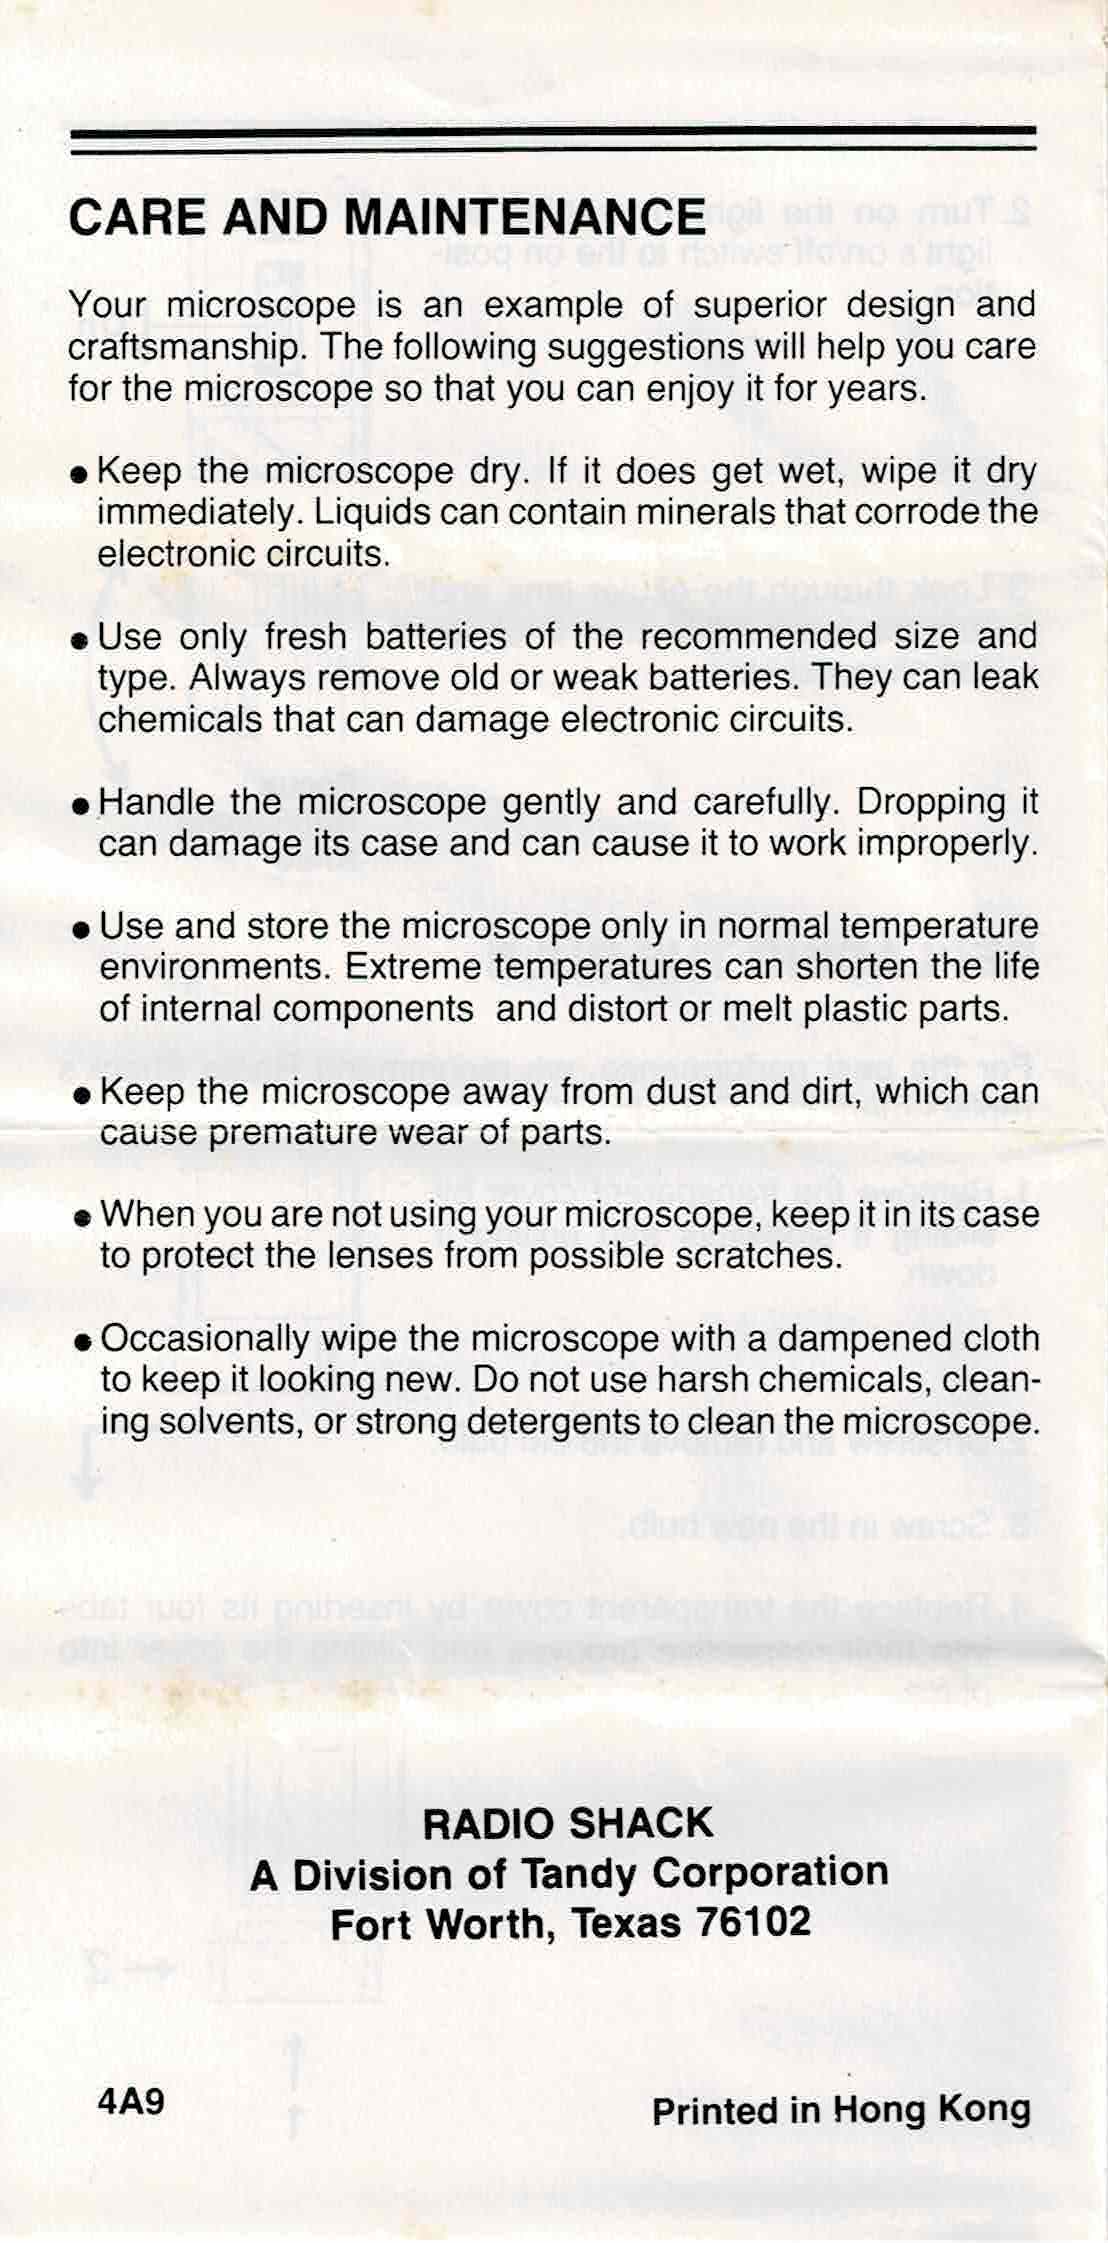 CARE AND MAINTENANCE
Your microscope is an example of superior design and
craftsmanship. The following suggestions will help you care
for the microscope so that you can enjoy it for years.
• Keep the microscope dry. If it does get wet, wipe it dry
immediately. Liquids can contain minerals that corrode the
electronic circuits.
• Use only fresh batteries of the recommended size and
type. Always remove old or weak batteries. They can leak
chemicals that can damage electronic circuits.
• Handle the microscope gently and carefully. Dropping it
can damage its case and can cause it to work improperly.
• Use and store the microscope only in normal temperature
environments. Extreme temperatures can shorten the life
of internal components and distort or melt plastic parts.
• Keep the microscope away from dust and dirt, which can
cause premature wear of parts.
• When you are not using your microscope, keep it in its case
to protect the lenses from possible scratches.
• Occasionally wipe the microscope with a dampened cloth
to keep it looking new. Do not use harsh chemicals, clean-
ing solvents, or strong detergents to clean the microscope.
RADIO SHACK
A Division of Tandy Corporation
Fort Worth, Texas 76102
4A9
Printed in Hong Kong